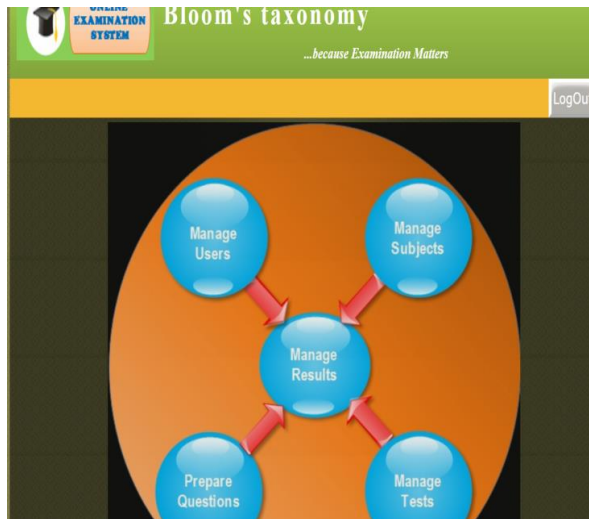 ONLINE
EXAMINATION
SYSTEM
Bloom's taxonomy
...because Examination Matters
LogOut
Manage
Users
Manage
Subjects
Manage
Results
Prepare
Questions
Manage
Tests